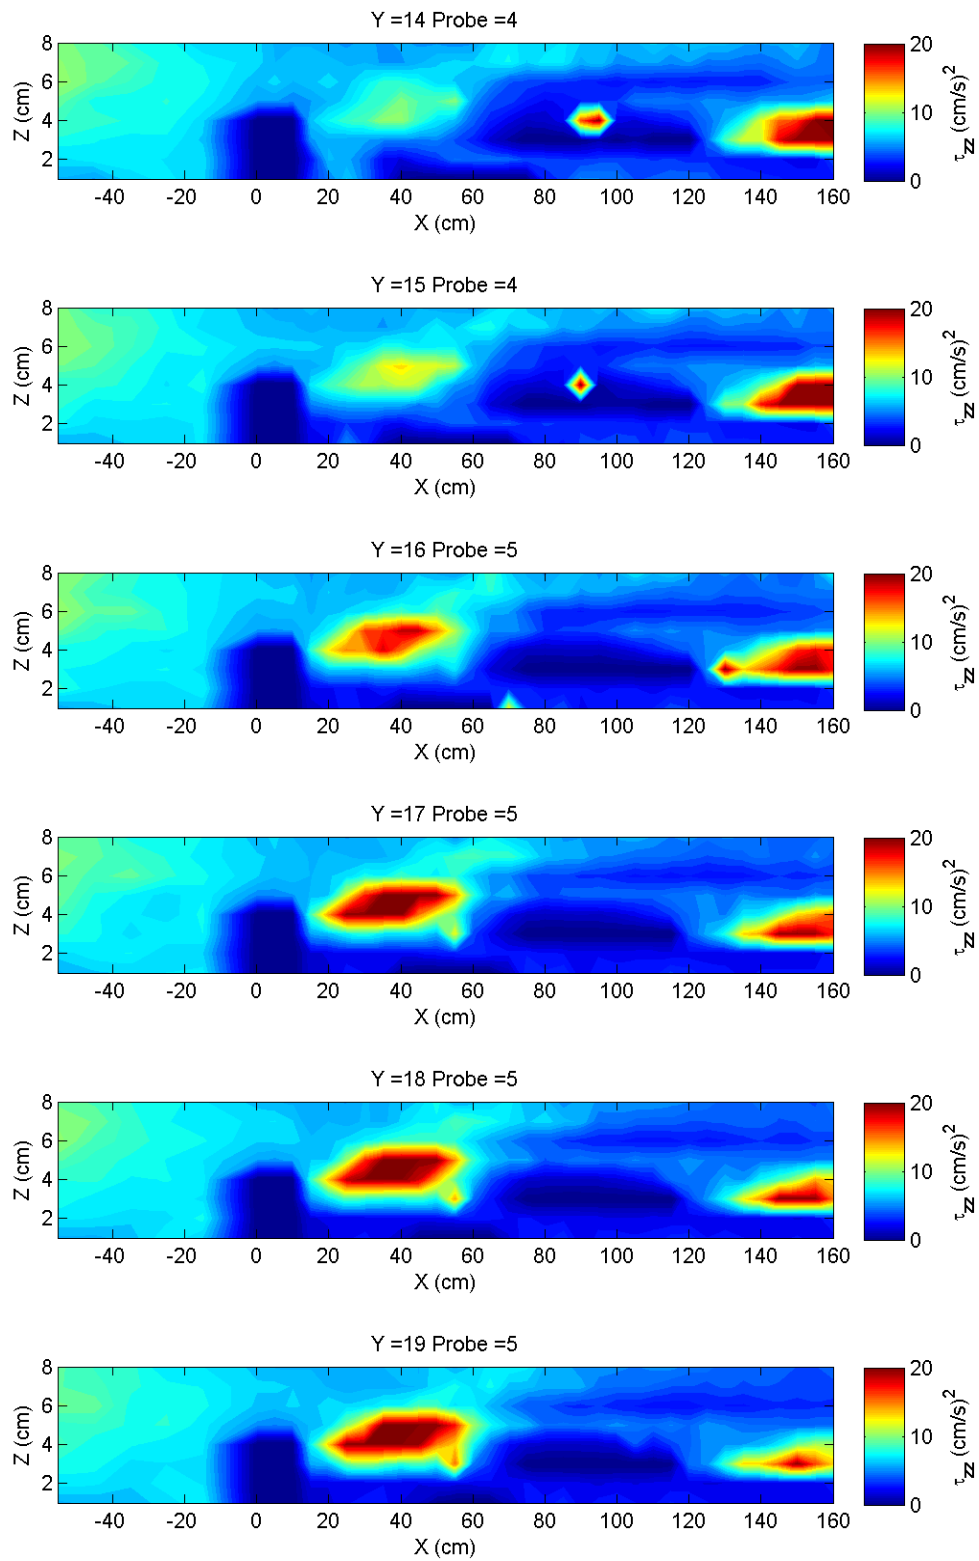 Y =14 Probe =4
8
6
4
2
Z (cm)
-40 -20 0 20 40 60 80 100 120 140 160
X (cm)
20
10
0
τzz (cm/s)²
Y =15 Probe =4
8
6
4
2
Z (cm)
-40 -20 0 20 40 60 80 100 120 140 160
X (cm)
20
10
0
τzz (cm/s)²
Y =16 Probe =5
8
6
4
2
Z (cm)
-40 -20 0 20 40 60 80 100 120 140 160
X (cm)
20
10
0
τzz (cm/s)²
Y =17 Probe =5
8
6
4
2
Z (cm)
-40 -20 0 20 40 60 80 100 120 140 160
X (cm)
20
10
0
τzz (cm/s)²
Y =18 Probe =5
8
6
4
2
Z (cm)
-40 -20 0 20 40 60 80 100 120 140 160
X (cm)
20
10
0
τzz (cm/s)²
Y =19 Probe =5
8
6
4
2
Z (cm)
-40 -20 0 20 40 60 80 100 120 140 160
X (cm)
20
10
0
τzz (cm/s)²